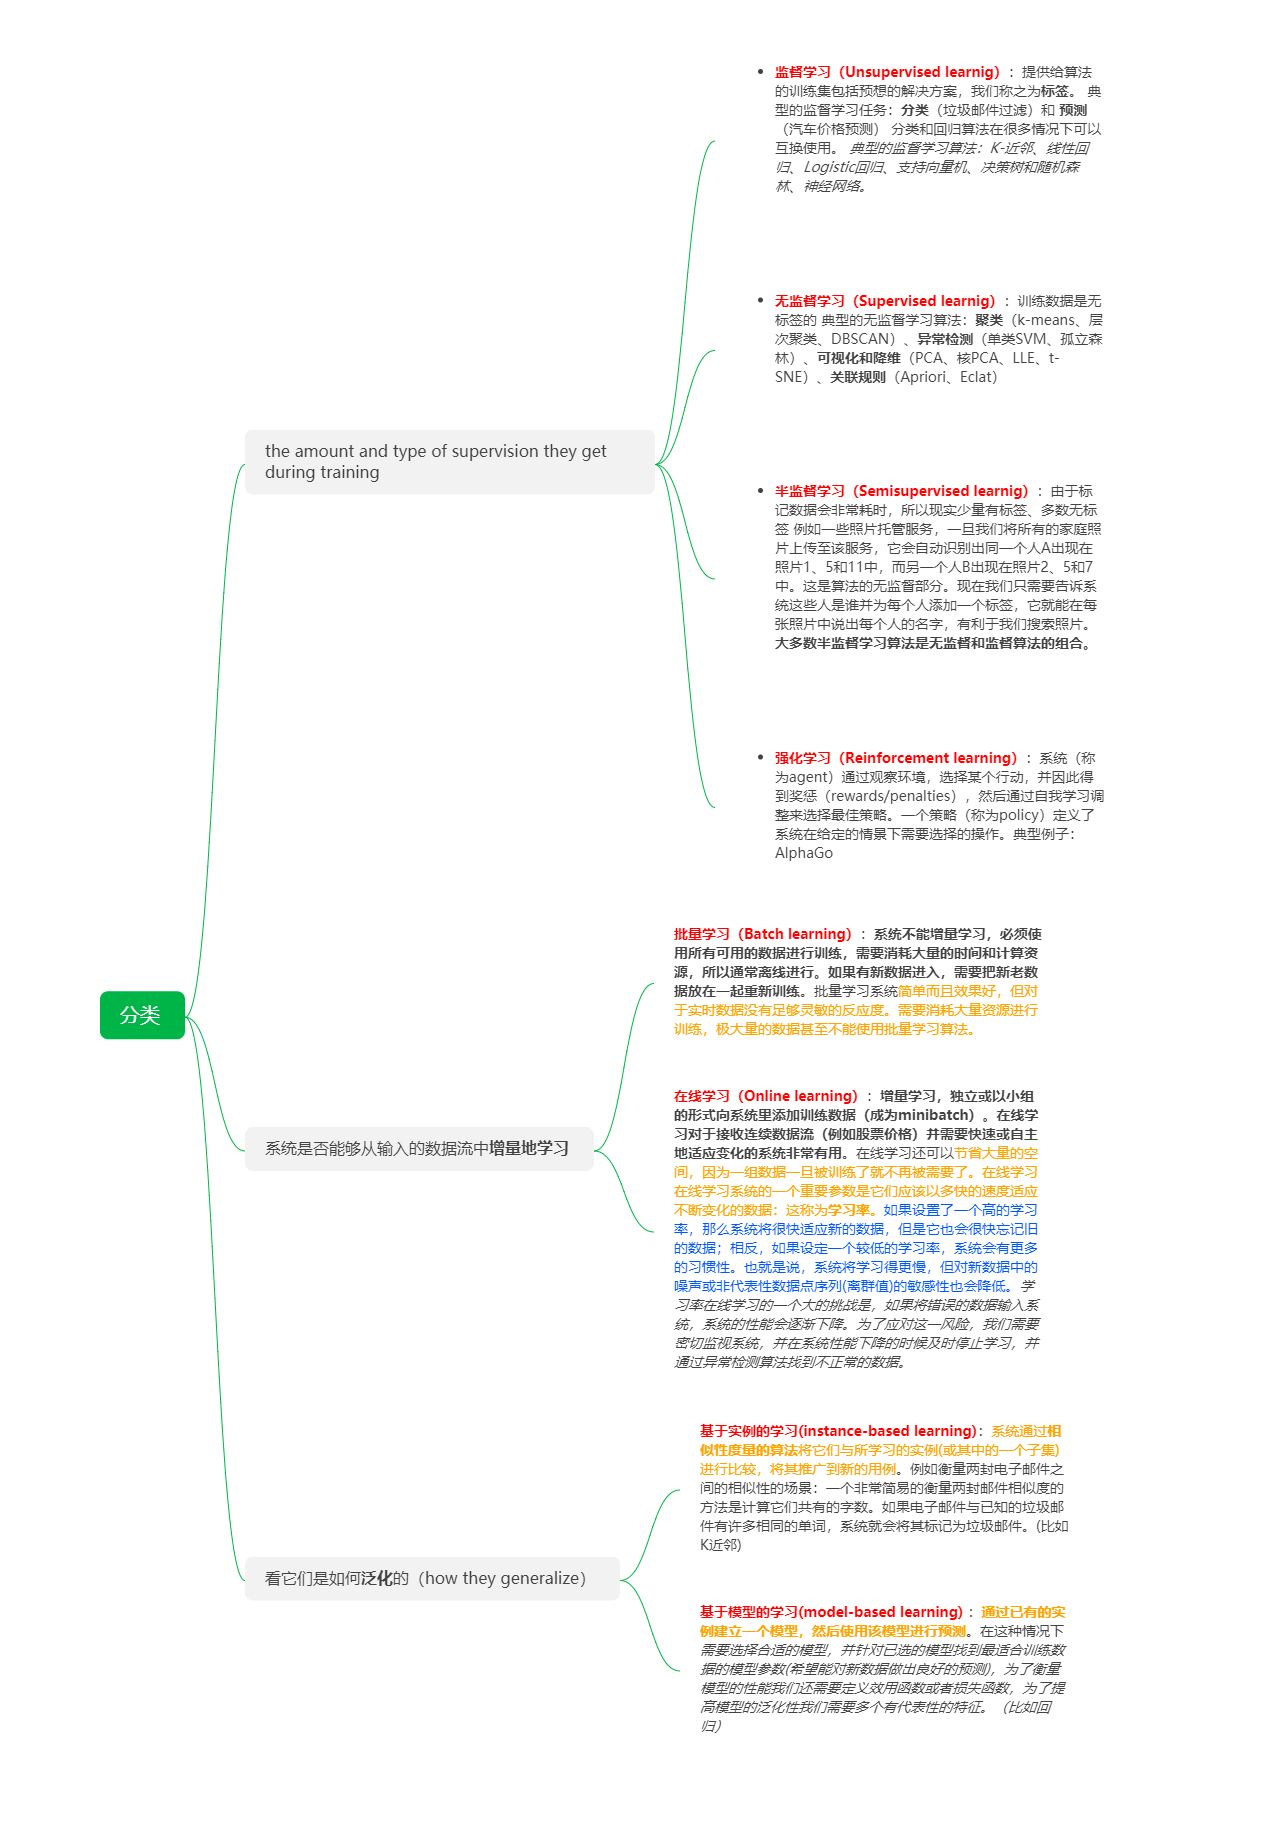 监督学习（Unsupervised learnig）：提供给算法
的训练集包括预想的解决方案，我们称之为标签。 典
型的监督学习任务：分类（垃圾邮件过滤）和 预测
（汽车价格预测） 分类和回归算法在很多情况下可以
互换使用。 典型的监督学习算法：K-近邻、线性回
归、Logistic回归、支持向量机、决策树和随机森
林、神经网络。
无监督学习（Supervised learnig）：训练数据是无
标签的 典型的无监督学习算法：聚类（k-means、层
次聚类、DBSCAN）、异常检测（单类SVM、孤立森
林）、可视化和降维（PCA、核PCA、LLE、t-
SNE）、关联规则（Apriori、Eclat）
the amount and type of supervision they get
during training
半监督学习（Semisupervised learnig）：由于标
记数据会非常耗时，所以现实少量有标签、多数无标
签 例如一些照片托管服务，一旦我们将所有的家庭照
片上传至该服务，它会自动识别出同一个人A出现在
照片1、5和11中，而另一个人B出现在照片2、5和7
中。这是算法的无监督部分。现在我们只需要告诉系
统这些人是谁并为每个人添加一个标签，它就能在每
张照片中说出每个人的名字，有利于我们搜索照片。
大多数半监督学习算法是无监督和监督算法的组合。
强化学习（Reinforcement learning）：系统（称
为agent）通过观察环境，选择某个行动，并因此得
到奖惩（rewards/penalties），然后通过自我学习调
整来选择最佳策略。一个策略（称为policy）定义了
系统在给定的情景下需要选择的操作。典型例子：
AlphaGo
分类
批量学习（Batch learning）：系统不能增量学习，必须使
用所有可用的数据进行训练，需要消耗大量的时间和计算资
源，所以通常离线进行。如果有新数据进入，需要把新老数
据放在一起重新训练。批量学习系统简单而且效果好，但对
于实时数据没有足够灵敏的反应度。需要消耗大量资源进行
训练，极大量的数据甚至不能使用批量学习算法。
系统是否能够从输入的数据流中增量地学习
在线学习（Online learning）：增量学习，独立或以小组
的形式向系统里添加训练数据（成为minibatch）。在线学
习对于接收连续数据流（例如股票价格）并需要快速或自主
地适应变化的系统非常有用。在线学习还可以节省大量的空
间，因为一组数据一旦被训练了就不再被需要了。在线学习
在线学习系统的一个重要参数是它们应该以多快的速度适应
不断变化的数据：这称为学习率。如果设置了一个高的学习
率，那么系统将很快适应新的数据，但是它也会很快忘记旧
的数据；相反，如果设定一个较低的学习率，系统会有更多
的习惯性。也就是说，系统将学习得更慢，但对新数据中的
噪声或非代表性数据点序列(离群值)的敏感性也会降低。学
习率在线学习的一个大的挑战是，如果将错误的数据输入系
统，系统的性能会逐渐下降。为了应对这一风险，我们需要
密切监视系统，并在系统性能下降的时候及时停止学习，并
通过异常检测算法找到不正常的数据。
基于实例的学习(instance-based learning)：系统通过相
似性度量的算法将它们与所学习的实例(或其中的一个子集)
进行比较，将其推广到新的用例。例如衡量两封电子邮件之
间的相似性的场景：一个非常简易的衡量两封邮件相似度的
方法是计算它们共有的字数。如果电子邮件与已知的垃圾邮
件有许多相同的单词，系统就会将其标记为垃圾邮件。(比如
K近邻)
看它们是如何泛化的（how they generalize）
基于模型的学习(model-based learning) ：通过已有的实
例建立一个模型，然后使用该模型进行预测。在这种情况下
需要选择合适的模型，并针对已选的模型找到最适合训练数
据的模型参数(希望能对新数据做出良好的预测)，为了衡量
模型的性能我们还需要定义效用函数或者损失函数，为了提
高模型的泛化性我们需要多个有代表性的特征。（比如回
归）